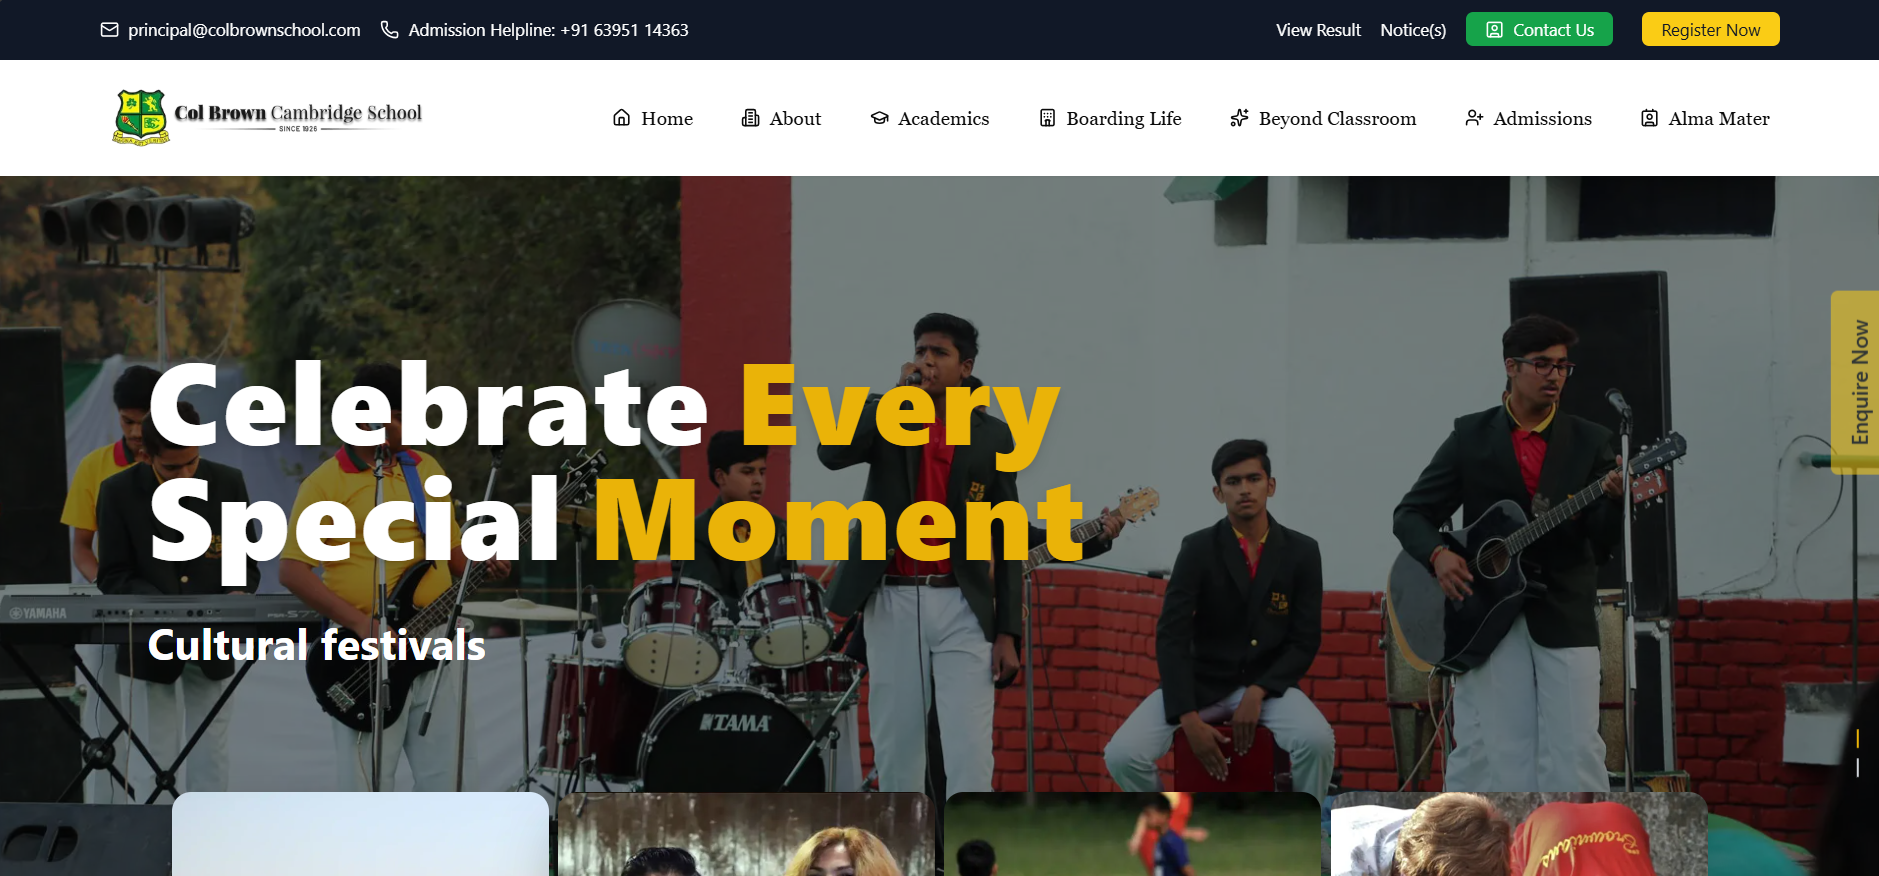 principal@colbrownschool.com Admission Helpline: +91 63951 14363 View Result Notice(s) Contact Us Register Now
Col Brown Cambridge School
SINCE 1926
Home About Academics Boarding Life Beyond Classroom Admissions Alma Mater
Enquire Now
Celebrate Every
Special Moment
YAMAHA
Cultural festivals
TAMA
Brownians